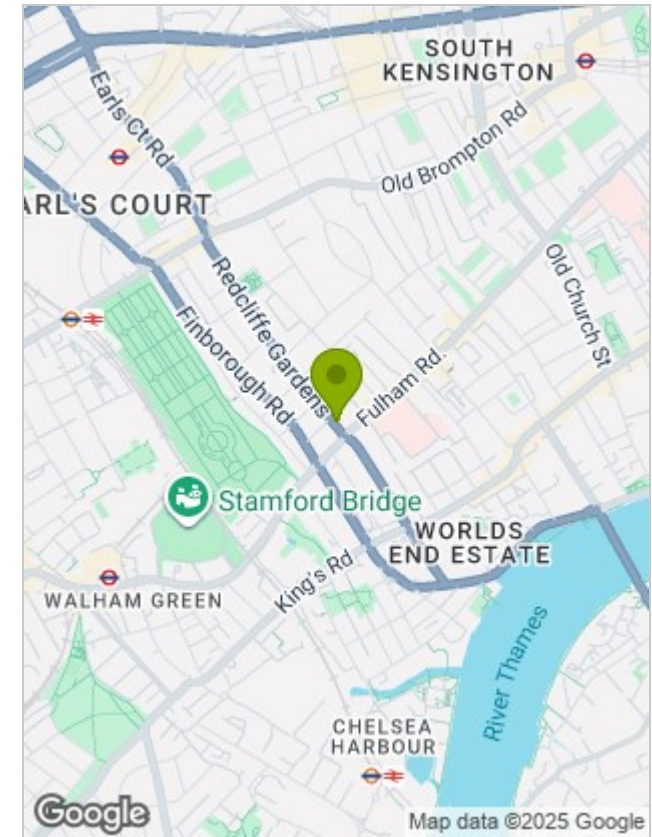 SOUTH
KENSINGTON
Earls Ct Rd
Old Brompton Rd
ARL'S COURT
Old Church St
Redcliffe Gardens
Finborough Rd
Fulham Rd.
Stamford Bridge
WORLDS
END ESTATE
King's Rd
WALHAM GREEN
River Thames
CHELSEA
HARBOUR
Google
Map data ©2025 Google